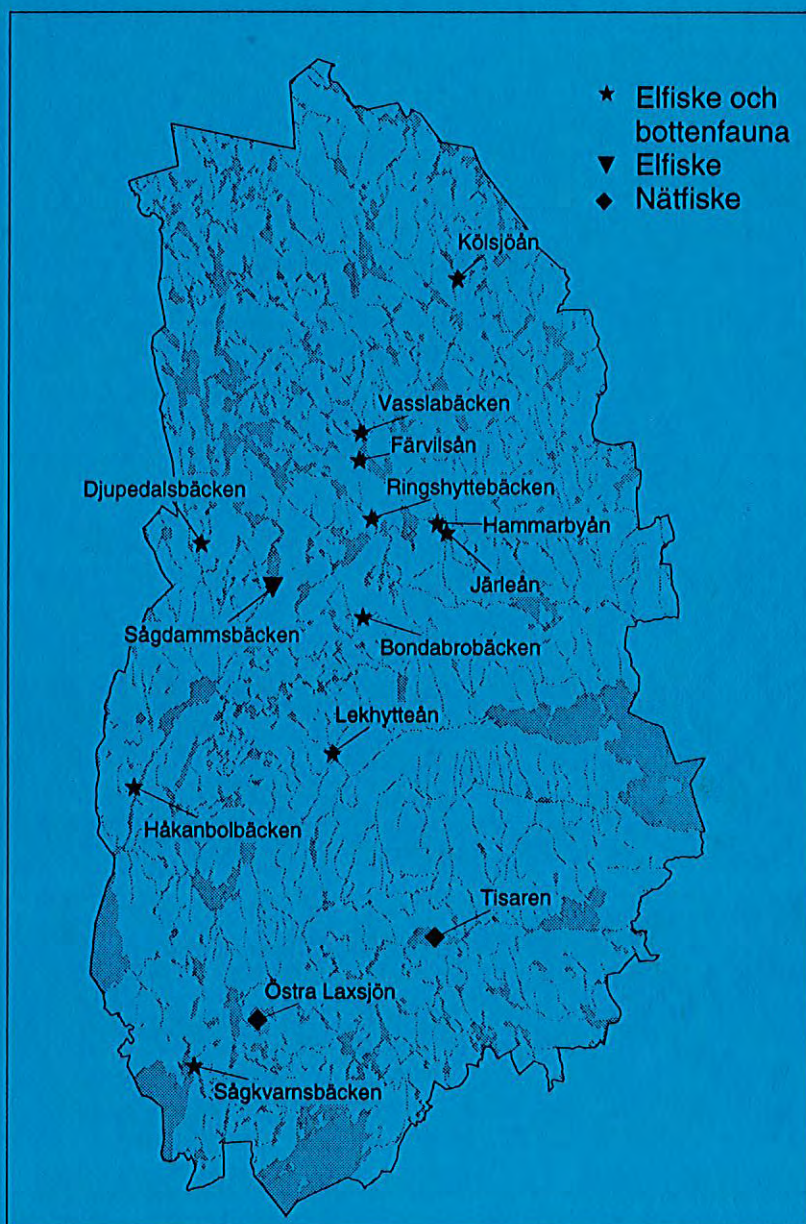 Elfiske och
bottenfauna
Elfiske
Nätfiske
Kölsjöån
Vasslabäcken
Färvilsån
Djupedalsbäcken
Ringshyttebäcken
Hammarbyån
Järleån
Sågdammsbäcken
Bondabrobäcken
Lekhytteån
Håkanbolbäcken
Tisaren
Östra Laxsjön
Sågkvarnsbäcken